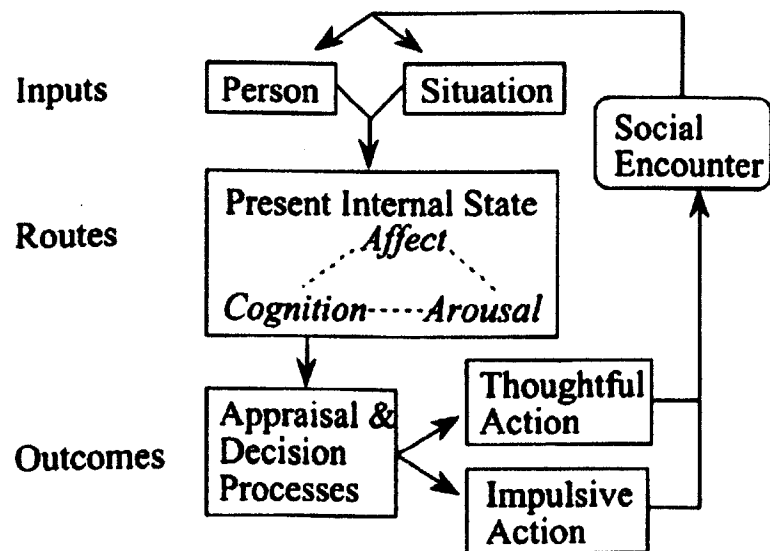 Inputs
Person
Situation
Social
Encounter
Routes
Present Internal State
Affect
Cognition
Arousal
Outcomes
Appraisal &
Decision
Processes
Thoughtful
Action
Impulsive
Action